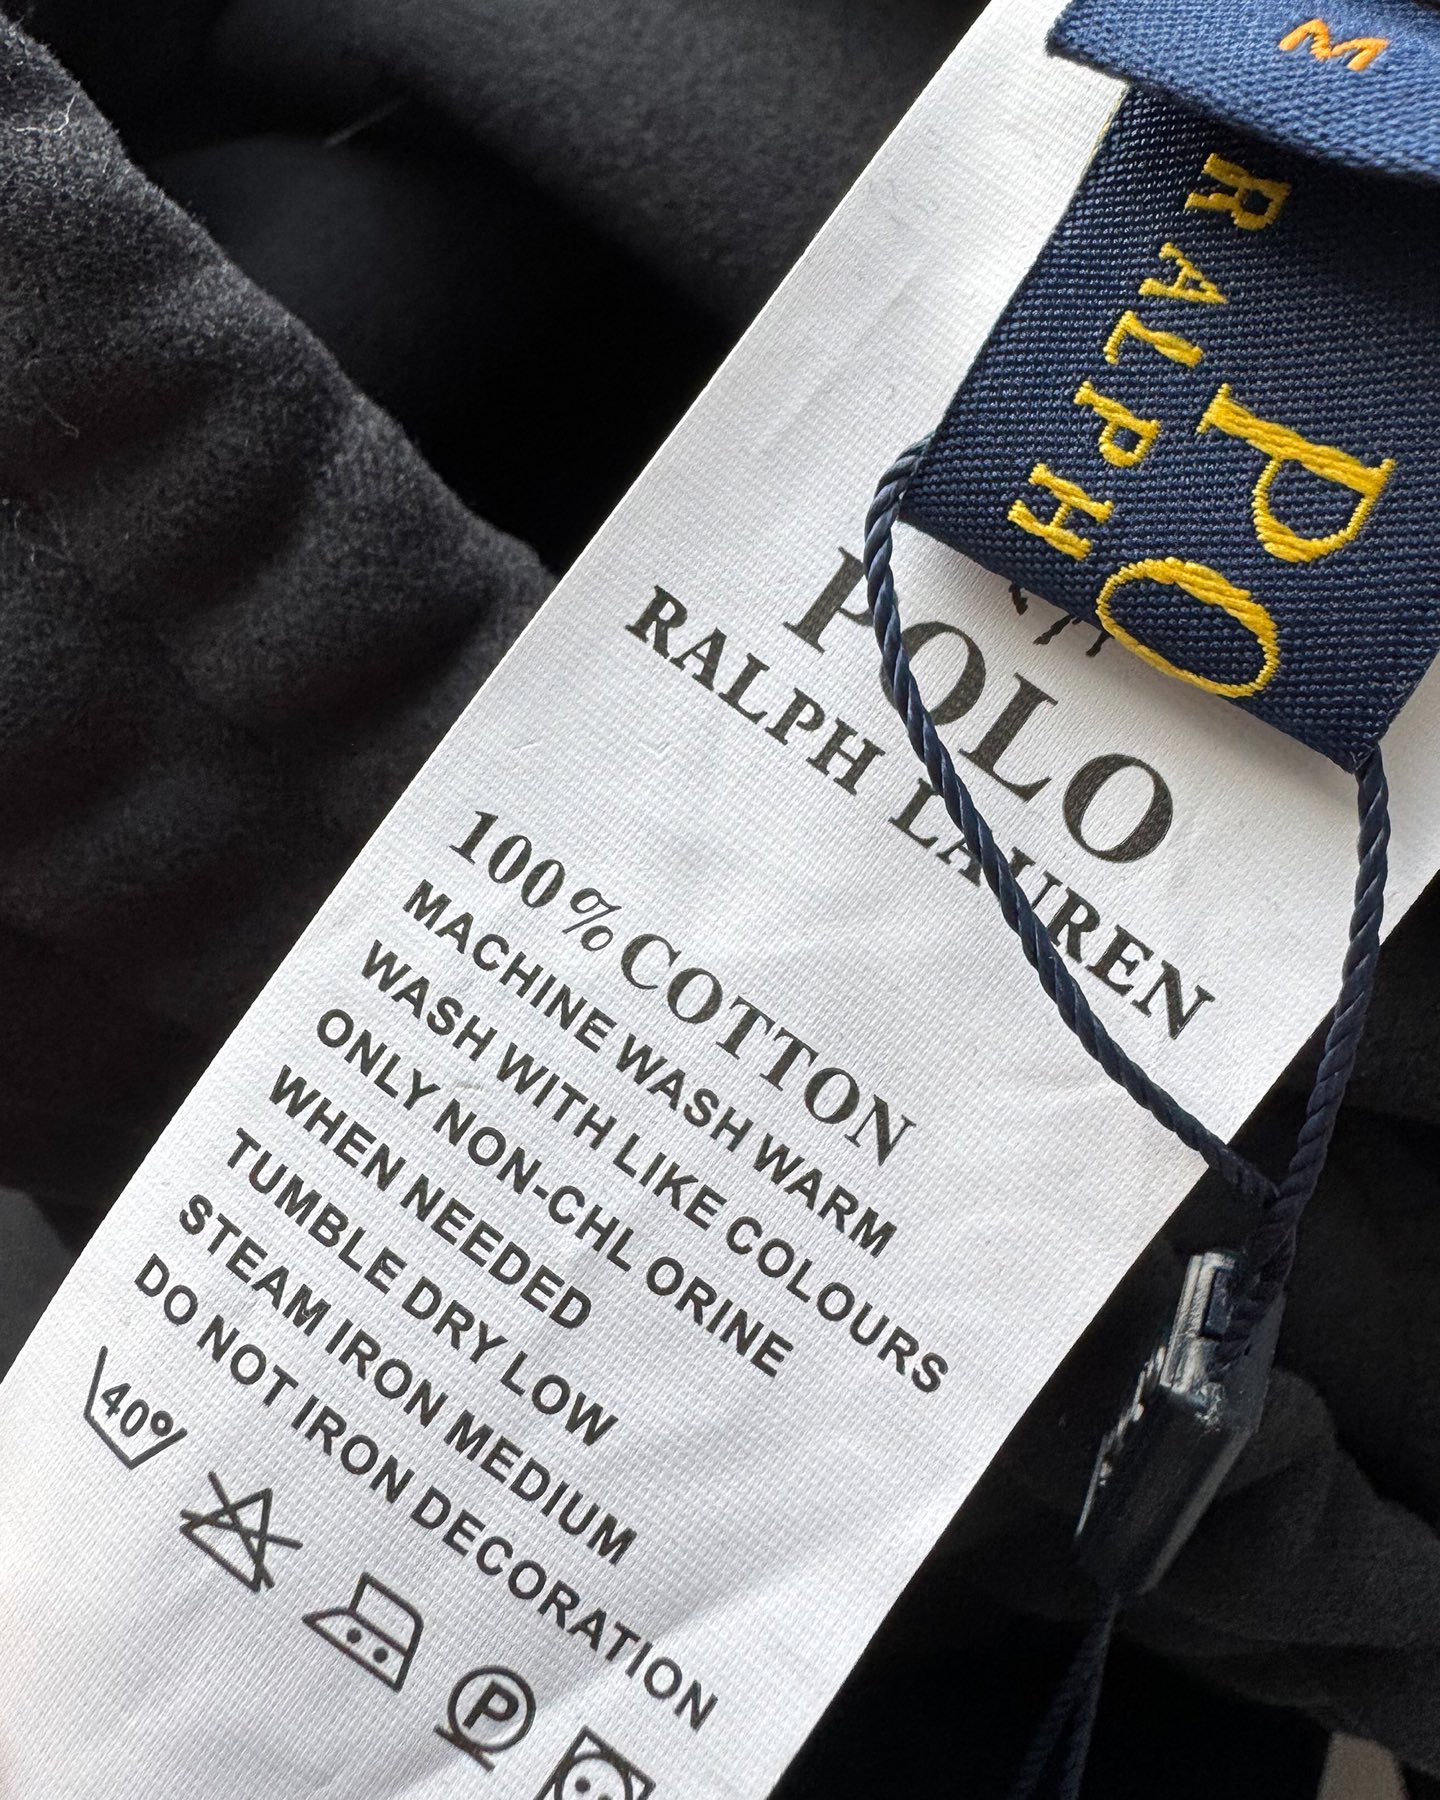 M
RALPH
PO
POLO
RALPH LAUREN
100%COTTON
MACHINE WASH WARM
WASH WITH LIKE COLOURS
ONLY NON-CHL ORINE
WHEN NEEDED
TUMBLE DRY LOW
STEAM IRON MEDIUM
DO NOT IRON DECORATION
40°
P